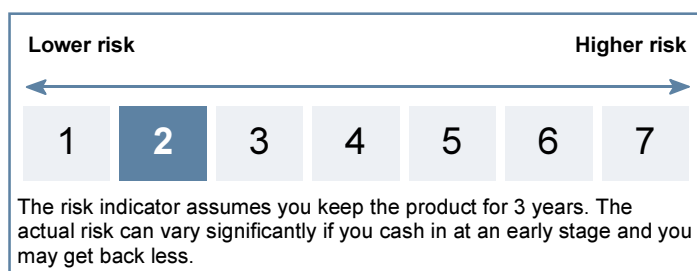 Lower risk Higher risk
1 2 3 4 5 6 7
The risk indicator assumes you keep the product for 3 years. The
actual risk can vary significantly if you cash in at an early stage and you
may get back less.